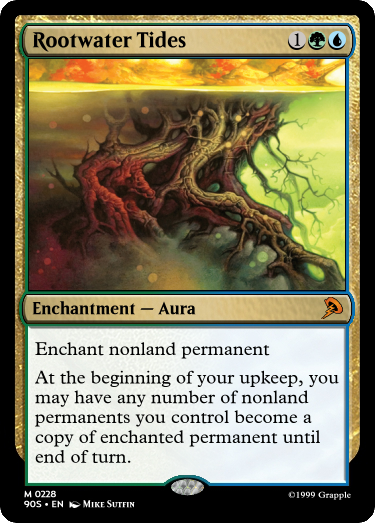 Rootwater Tides 1
Enchantment — Aura
Enchant nonland permanent
At the beginning of your upkeep, you
may have any number of nonland
permanents you control become a
copy of enchanted permanent until
end of turn.
M 0228
90S • EN Mike Sutfin
©1999 Grapple